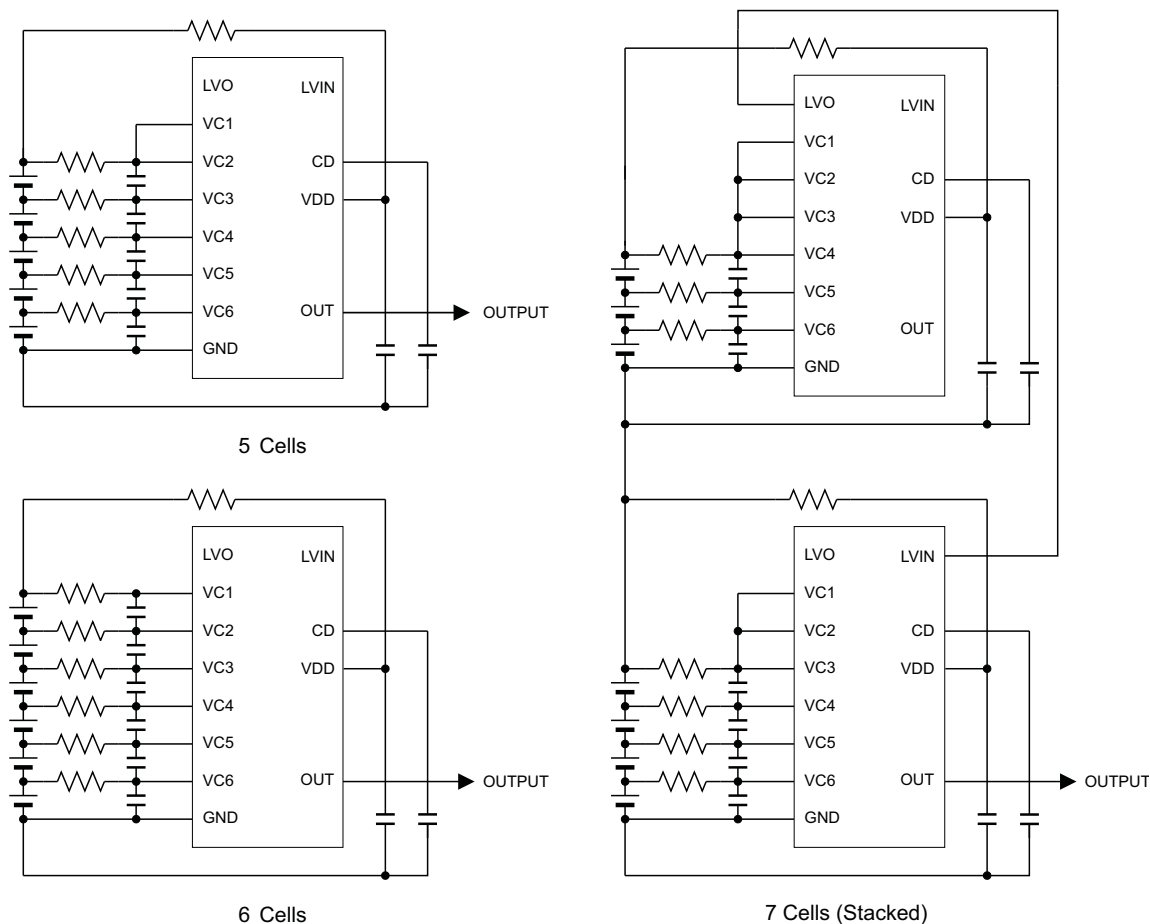 LVO LVIN
VC1
VC2 CD
VC3 VDD
VC4
VC5
VC6 OUT OUTPUT
GND
5 Cells
LVO LVIN
VC1
VC2 CD
VC3 VDD
VC4
VC5
VC6 OUT OUTPUT
GND
6 Cells
LVO LVIN
VC1
VC2 CD
VC3 VDD
VC4
VC5
VC6 OUT
GND
LVO LVIN
VC1
VC2 CD
VC3 VDD
VC4
VC5
VC6 OUT OUTPUT
GND
7 Cells (Stacked)